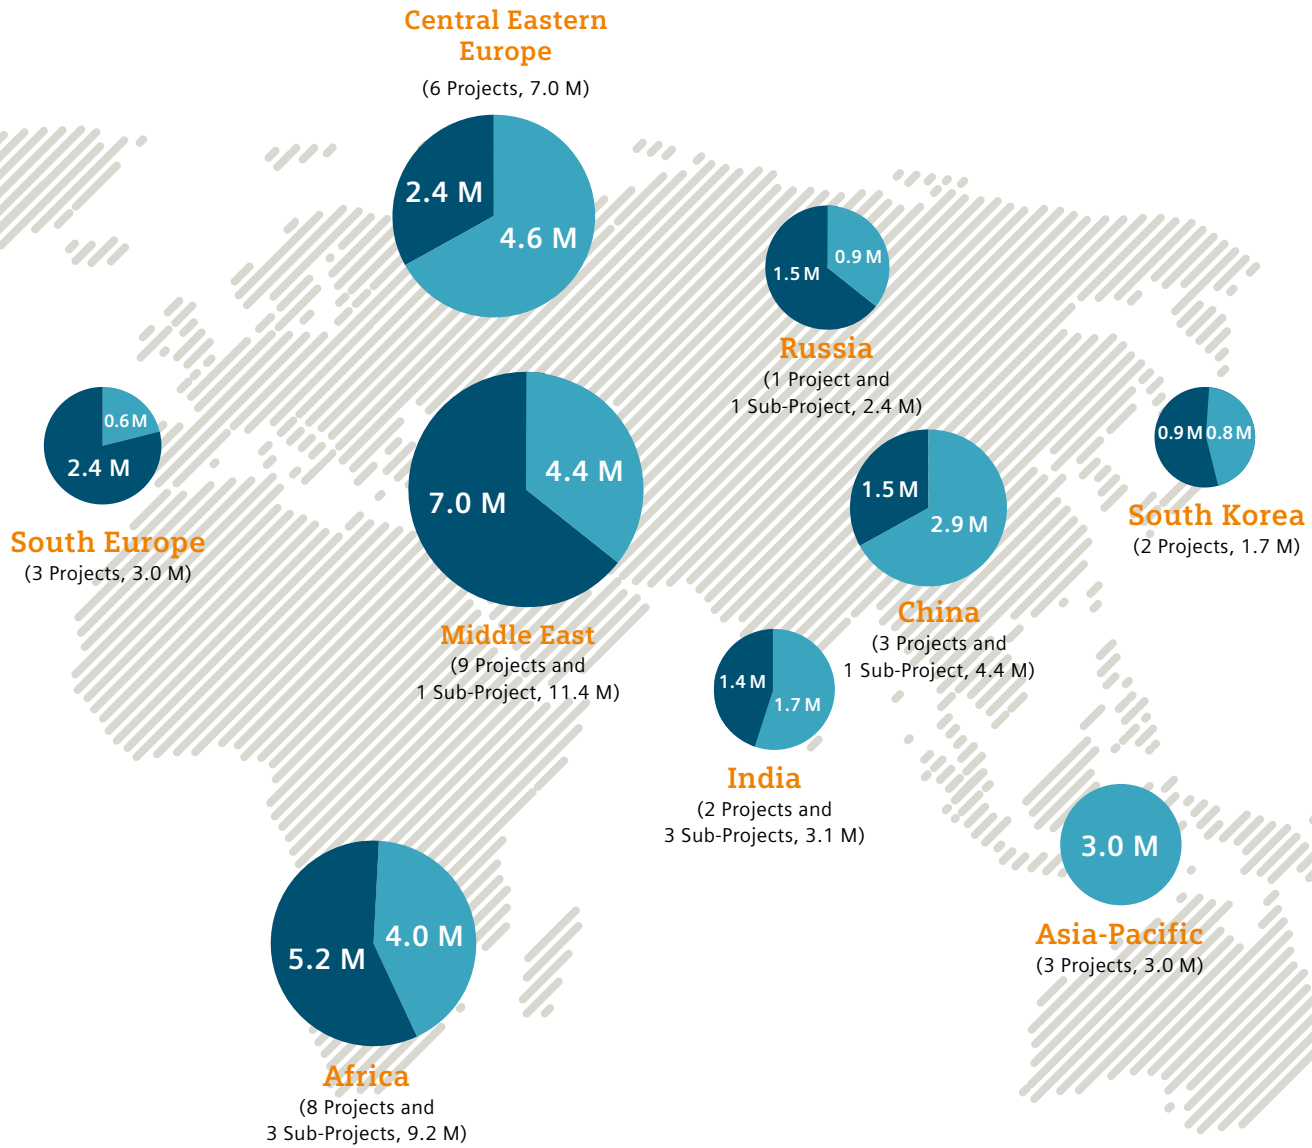 Central Eastern
Europe
(6 Projects, 7.0 M)
2.4 M
4.6 M
1.5 M
0.9 M
Russia
(1 Project and
1 Sub-Project, 2.4 M)
0.6 M
2.4 M
South Europe
(3 Projects, 3.0 M)
7.0 M
4.4 M
Middle East
(9 Projects and
1 Sub-Project, 11.4 M)
1.5 M
2.9 M
China
(3 Projects and
1 Sub-Project, 4.4 M)
0.9 M
0.8 M
South Korea
(2 Projects, 1.7 M)
1.4 M
1.7 M
India
(2 Projects and
3 Sub-Projects, 3.1 M)
3.0 M
Asia-Pacific
(3 Projects, 3.0 M)
5.2 M
4.0 M
Africa
(8 Projects and
3 Sub-Projects, 9.2 M)